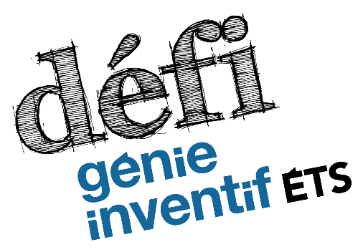 défi
génie
inventif ÉTS